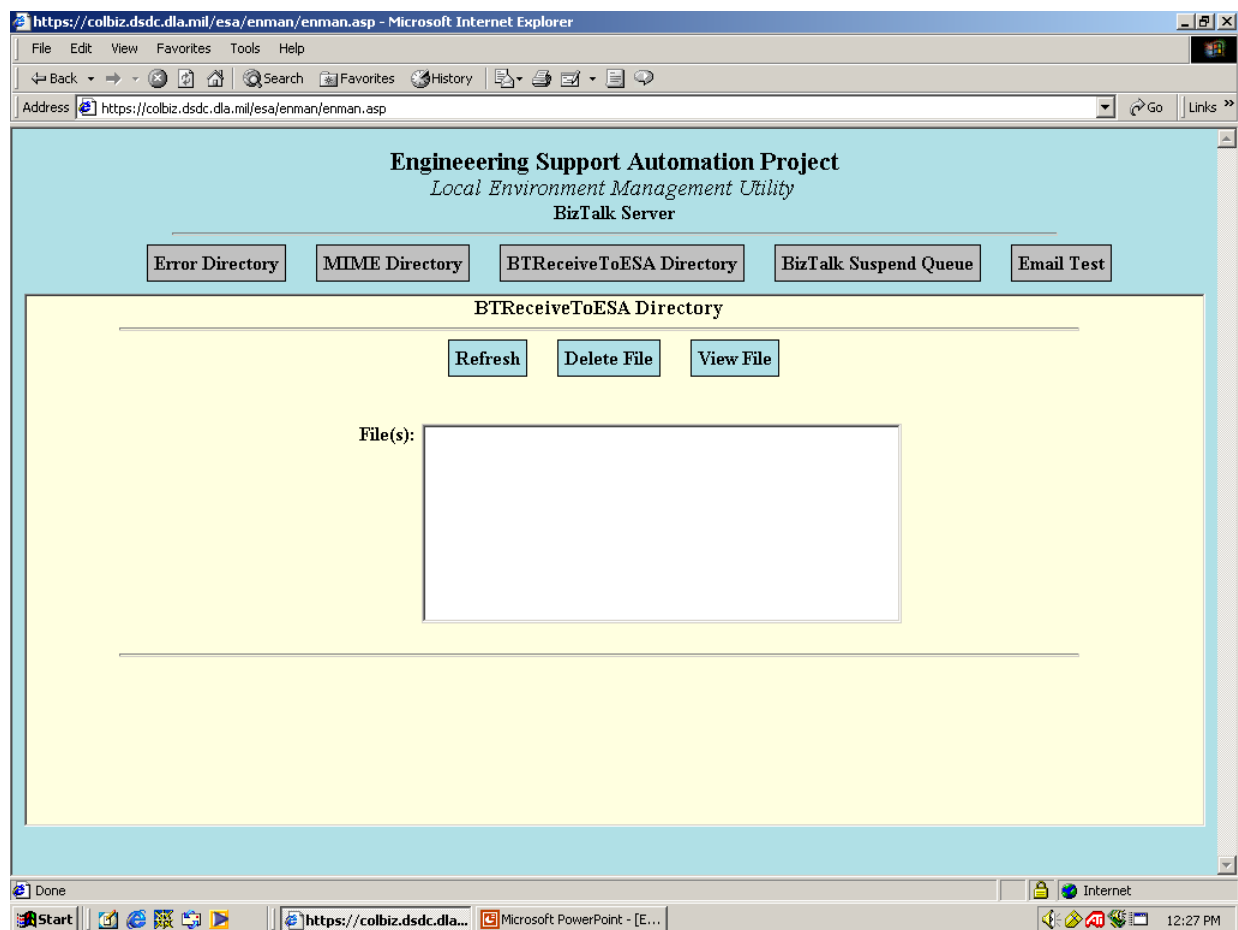 https://colbiz.dsdc.dla.mil/esa/enman/enman.asp - Microsoft Internet Explorer
File Edit View Favorites Tools Help
Back Search Favorites History
Address https://colbiz.dsdc.dla.mil/esa/enman/enman.asp Go Links »
Engineeering Support Automation Project
Local Environment Management Utility
BizTalk Server
Error Directory MIME Directory BTReceiveToESA Directory BizTalk Suspend Queue Email Test
BTReceiveToESA Directory
Refresh Delete File View File
File(s):
Done Internet
Start https://colbiz.dsdc.dla... Microsoft PowerPoint - [E... 12:27 PM